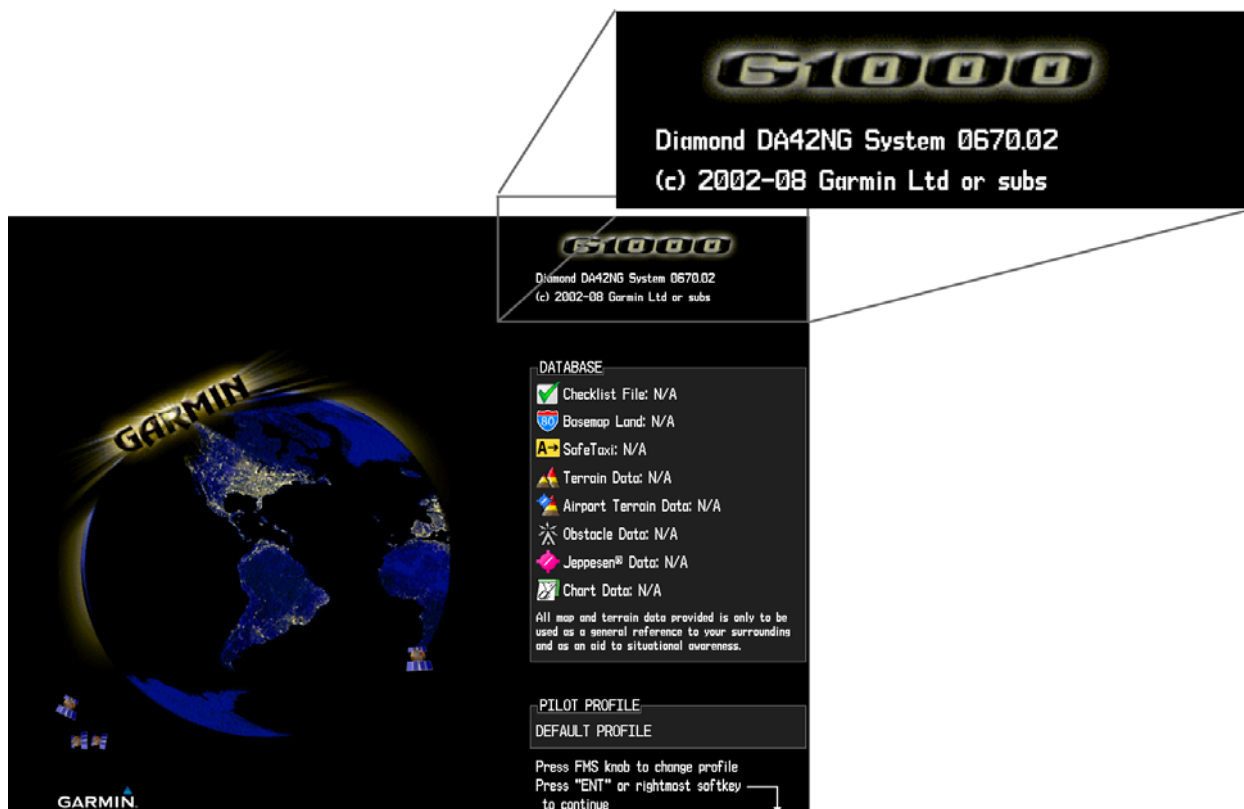 G1000
Diamond DA42NG System 0670.02
(c) 2002-08 Garmin Ltd or subs
G1000
Diamond DA42NG System 0670.02
(c) 2002-08 Garmin Ltd or subs
GARMIN
DATABASE
Checklist File: N/A
80
Basemap Land: N/A
A→
SafeTaxi: N/A
Terrain Data: N/A
Airport Terrain Data: N/A
Obstacle Data: N/A
Jeppesen® Data: N/A
Chart Data: N/A
All map and terrain data provided is only to be
used as a general reference to your surrounding
and as an aid to situational awareness.
PILOT PROFILE
DEFAULT PROFILE
Press FMS knob to change profile
Press "ENT" or rightmost softkey
to continue
GARMIN.